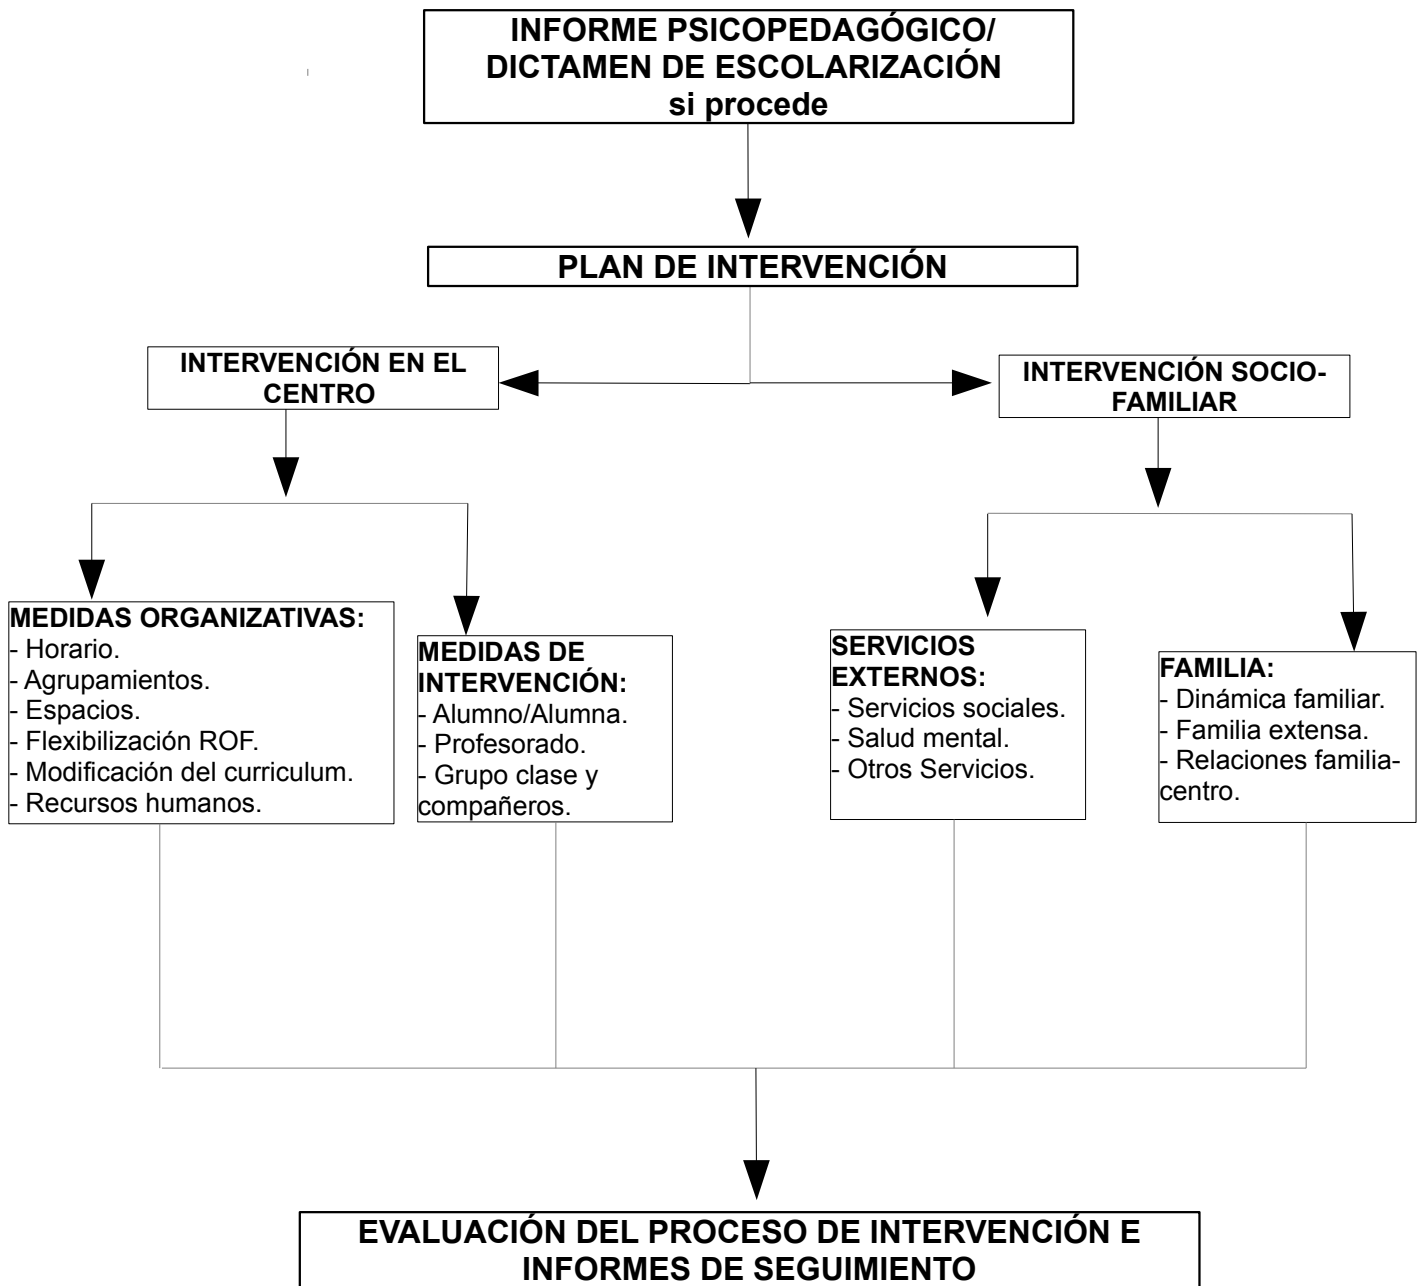 INFORME PSICOPEDAGÓGICO/
DICTAMEN DE ESCOLARIZACIÓN
si procede
PLAN DE INTERVENCIÓN
INTERVENCIÓN EN EL
CENTRO
INTERVENCIÓN SOCIO-
FAMILIAR
MEDIDAS ORGANIZATIVAS:
- Horario.
- Agrupamientos.
- Espacios.
- Flexibilización ROF.
- Modificación del curriculum.
- Recursos humanos.
MEDIDAS DE
INTERVENCIÓN:
- Alumno/Alumna.
- Profesorado.
- Grupo clase y
compañeros.
SERVICIOS
EXTERNOS:
- Servicios sociales.
- Salud mental.
- Otros Servicios.
FAMILIA:
- Dinámica familiar.
- Familia extensa.
- Relaciones familia-
centro.
EVALUACIÓN DEL PROCESO DE INTERVENCIÓN E
INFORMES DE SEGUIMIENTO